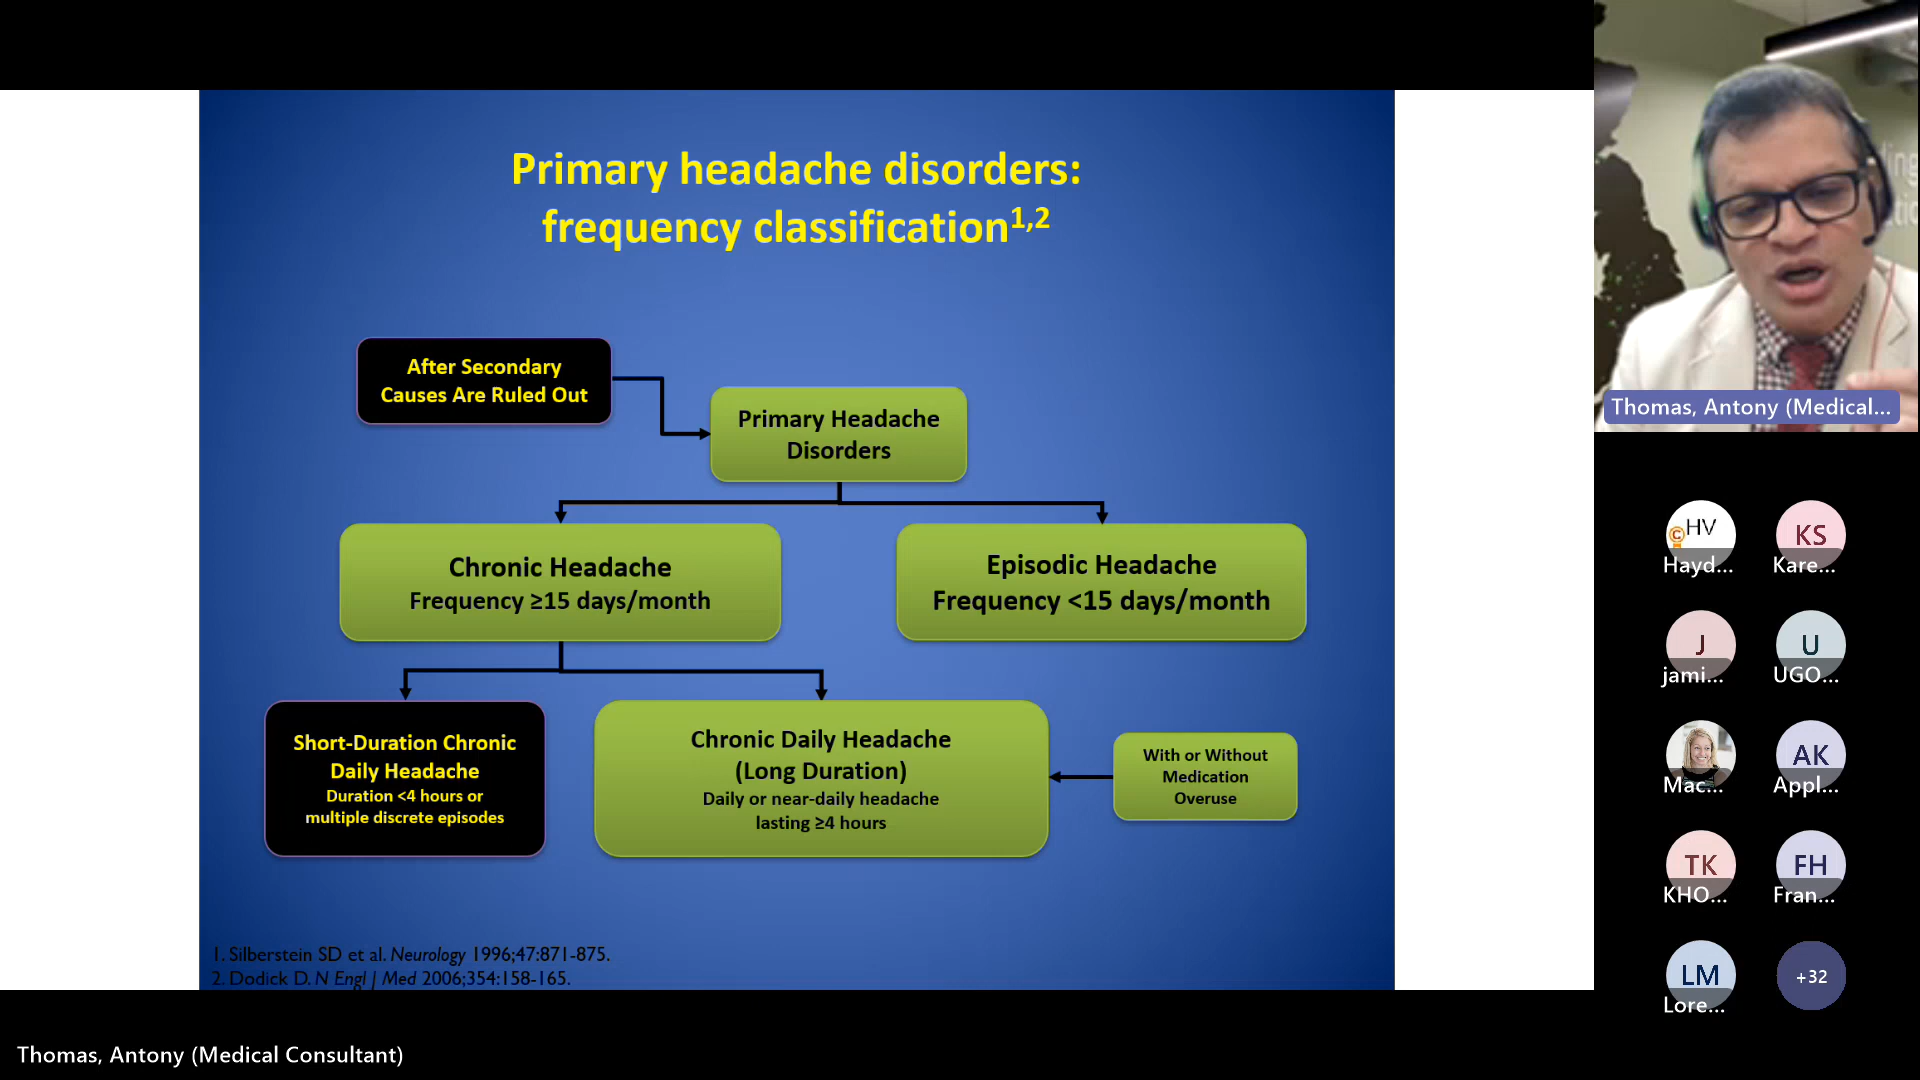 Primary headache disorders:
frequency classification1,2
After Secondary
Causes Are Ruled Out
Primary Headache
Disorders
Chronic Headache
Frequency ≥15 days/month
Episodic Headache
Frequency <15 days/month
Short-Duration Chronic
Daily Headache
Duration <4 hours or
multiple discrete episodes
Chronic Daily Headache
(Long Duration)
Daily or near-daily headache
lasting ≥4 hours
With or Without
Medication
Overuse
1. Silberstein SD et al. Neurology 1996;47:871-875.
2. Dodick D. N Engl J Med 2006;354:158-165.
Thomas, Antony (Medical...
HV
Hayd...
KS
Kare...
J
jami...
U
UGO...
Mac...
AK
Appl...
TK
KHO...
FH
Fran...
LM
Lore...
+32
Thomas, Antony (Medical Consultant)